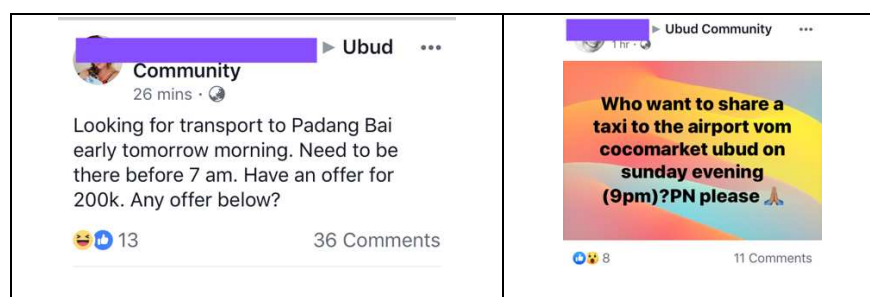 ▸ Ubud
Community
26 mins ·
Looking for transport to Padang Bai
early tomorrow morning. Need to be
there before 7 am. Have an offer for
200k. Any offer below?
13 36 Comments
▸ Ubud Community
1 hr ·
Who want to share a
taxi to the airport vom
cocomarket ubud on
sunday evening
(9pm)?PN please 🙏🏽
8 11 Comments